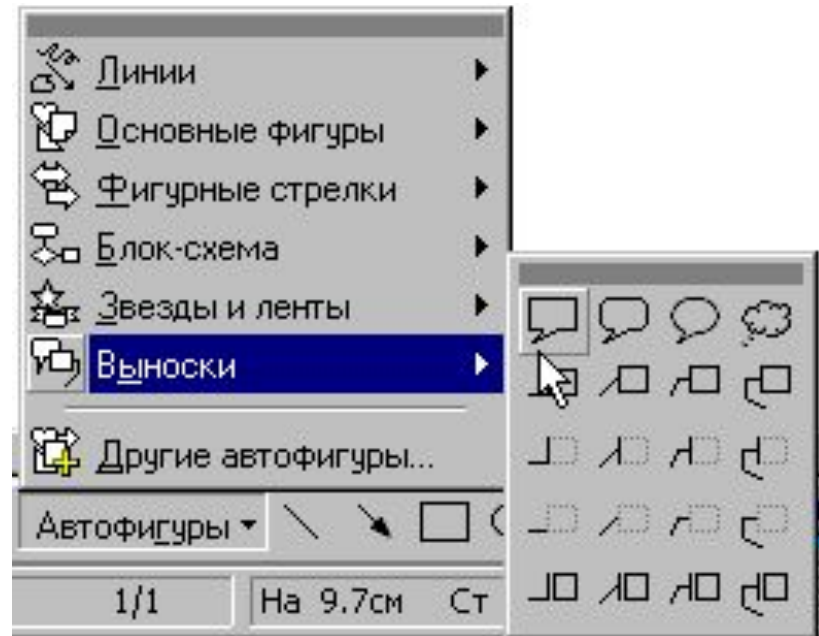 Линии
Основные фигуры
Фигурные стрелки
Блок-схема
Звезды и ленты
Выноски
Другие автофигуры...
Автофигуры
1/1 На 9.7см Ст